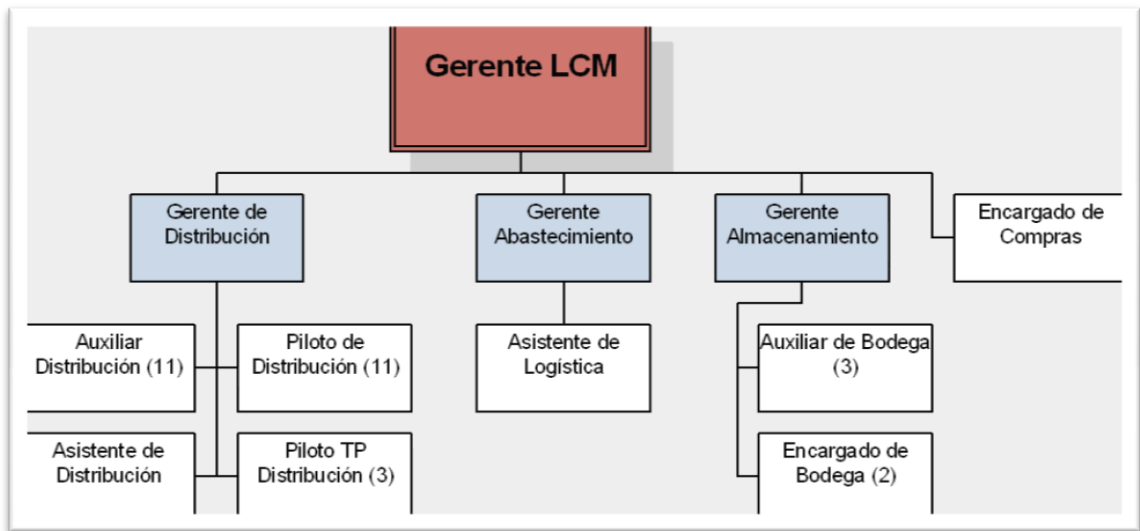 Gerente LCM
Gerente de
Distribución
Gerente
Abastecimiento
Gerente
Almacenamiento
Encargado de
Compras
Auxiliar
Distribución (11)
Piloto de
Distribución (11)
Asistente de
Logística
Auxiliar de Bodega
(3)
Asistente de
Distribución
Piloto TP
Distribución (3)
Encargado de
Bodega (2)